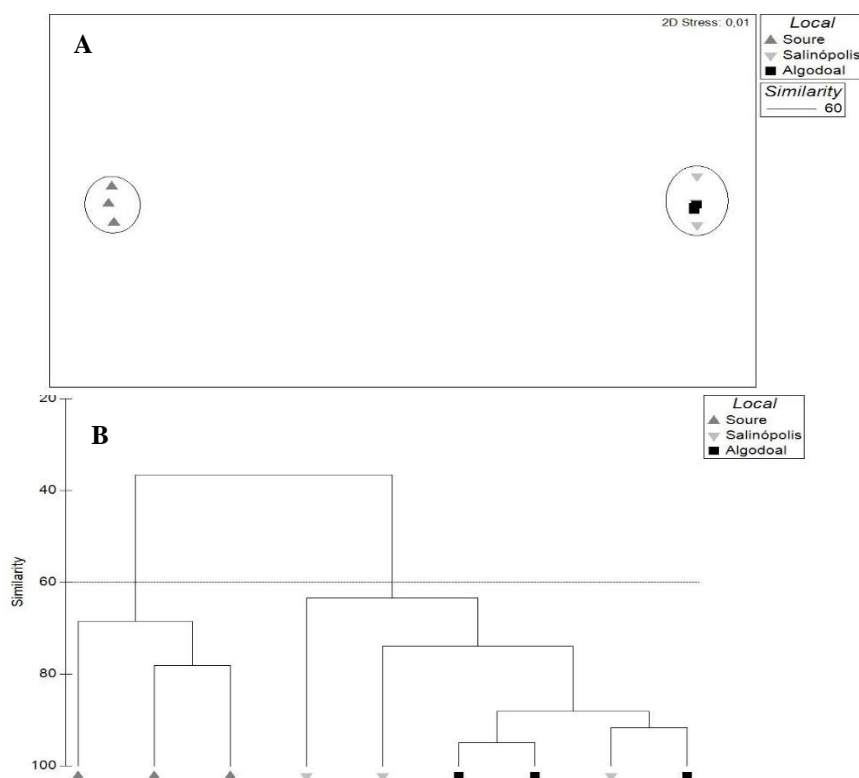 A
2D Stress: 0,01
Local
Soure
Salinópolis
Algodoal
Similarity
60
B
Local
Soure
Salinópolis
Algodoal
20
40
60
80
100
Similarity